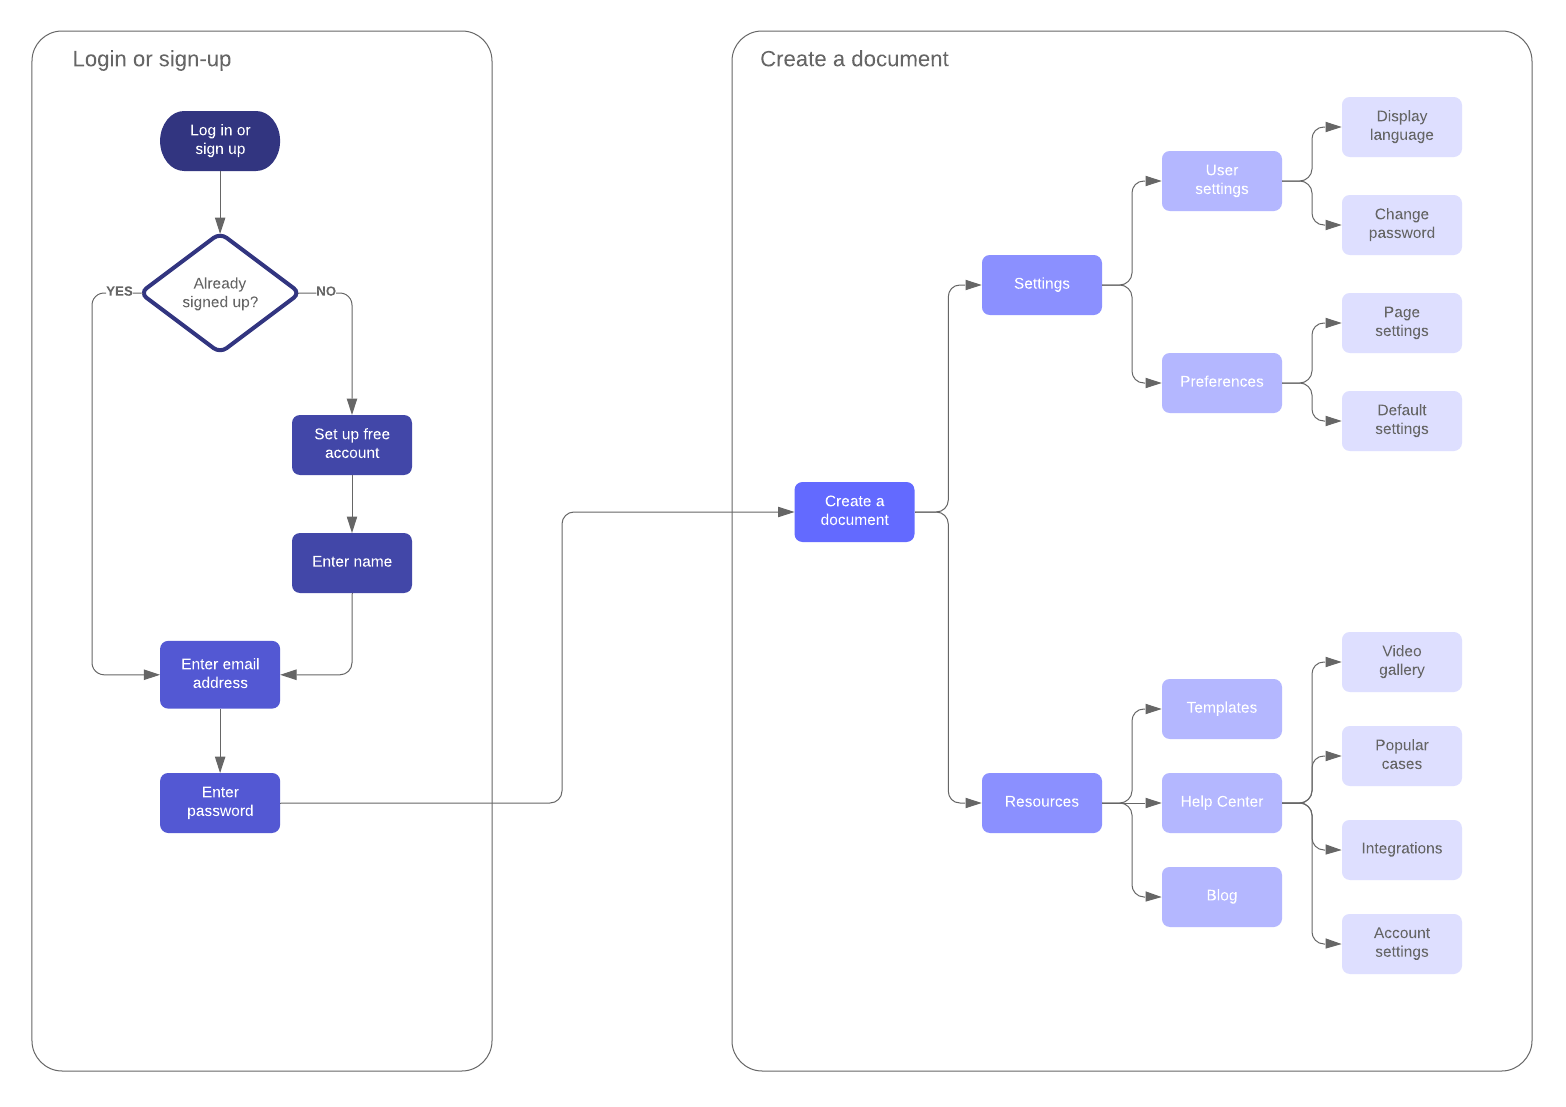 Login or sign-up
Log in or
sign up
Already
signed up?
YES
NO
Set up free
account
Enter name
Enter email
address
Enter
password
Create a document
Create a
document
Settings
User
settings
Display
language
Change
password
Preferences
Page
settings
Default
settings
Resources
Templates
Help Center
Blog
Video
gallery
Popular
cases
Integrations
Account
settings